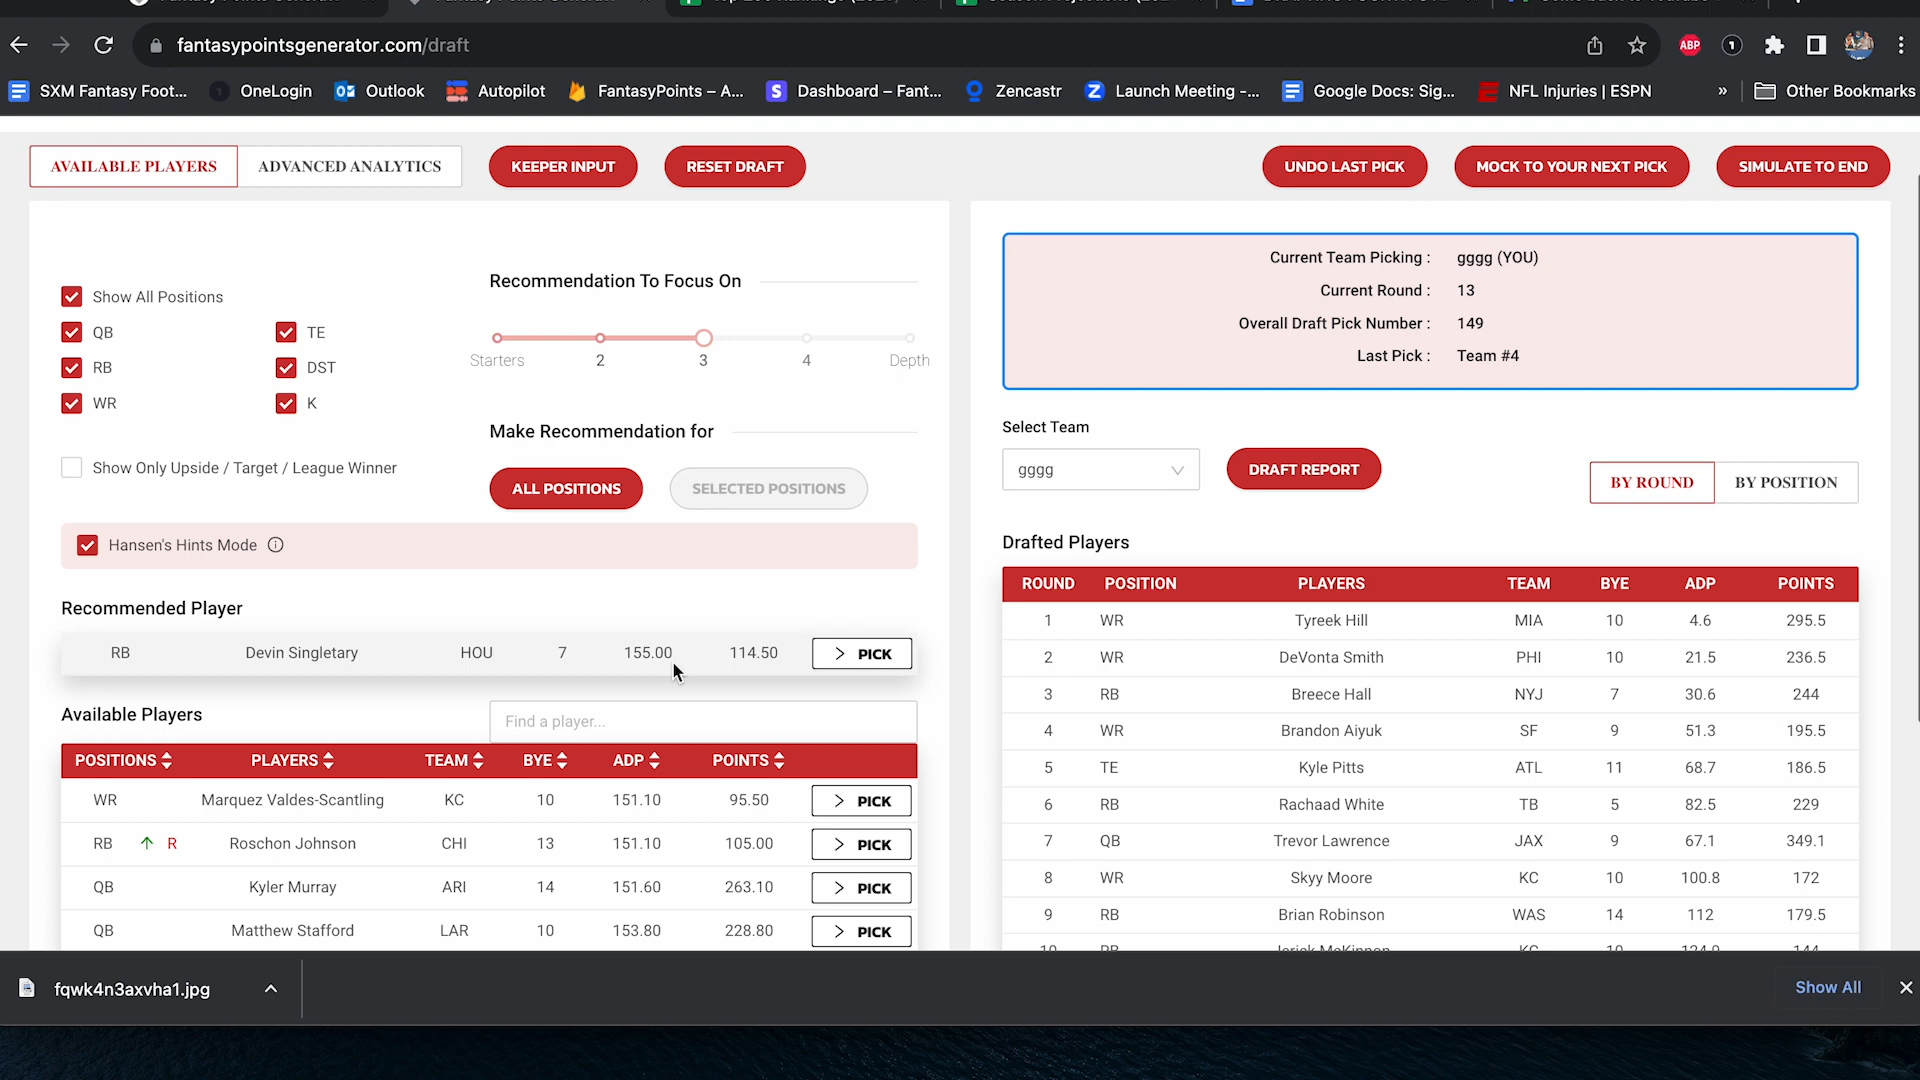 fantasypointsgenerator.com/draft
ABP
SXM Fantasy Foot...
OneLogin
Outlook
Autopilot
FantasyPoints – A...
Dashboard – Fant...
Zencastr
Launch Meeting -...
Google Docs: Sig...
NFL Injuries | ESPN
»
Other Bookmarks
AVAILABLE PLAYERS
ADVANCED ANALYTICS
KEEPER INPUT
RESET DRAFT
UNDO LAST PICK
MOCK TO YOUR NEXT PICK
SIMULATE TO END
Show All Positions
QB
TE
RB
DST
WR
K
Show Only Upside / Target / League Winner
Recommendation To Focus On
Starters 2 3 4 Depth
Make Recommendation for
ALL POSITIONS
SELECTED POSITIONS
Hansen's Hints Mode
Recommended Player
RB Devin Singletary HOU 7 155.00 114.50 > PICK
Available Players
Find a player...
POSITIONS PLAYERS TEAM BYE ADP POINTS
WR Marquez Valdes-Scantling KC 10 151.10 95.50 > PICK
RB ↑ R Roschon Johnson CHI 13 151.10 105.00 > PICK
QB Kyler Murray ARI 14 151.60 263.10 > PICK
QB Matthew Stafford LAR 10 153.80 228.80 > PICK
Current Team Picking : gggg (YOU)
Current Round : 13
Overall Draft Pick Number : 149
Last Pick : Team #4
Select Team
gggg
DRAFT REPORT
BY ROUND
BY POSITION
Drafted Players
ROUND POSITION PLAYERS TEAM BYE ADP POINTS
1 WR Tyreek Hill MIA 10 4.6 295.5
2 WR DeVonta Smith PHI 10 21.5 236.5
3 RB Breece Hall NYJ 7 30.6 244
4 WR Brandon Aiyuk SF 9 51.3 195.5
5 TE Kyle Pitts ATL 11 68.7 186.5
6 RB Rachaad White TB 5 82.5 229
7 QB Trevor Lawrence JAX 9 67.1 349.1
8 WR Skyy Moore KC 10 100.8 172
9 RB Brian Robinson WAS 14 112 179.5
10 RB Jerick McKinnon KC 10 124.9 144
fqwk4n3axvha1.jpg
Show All